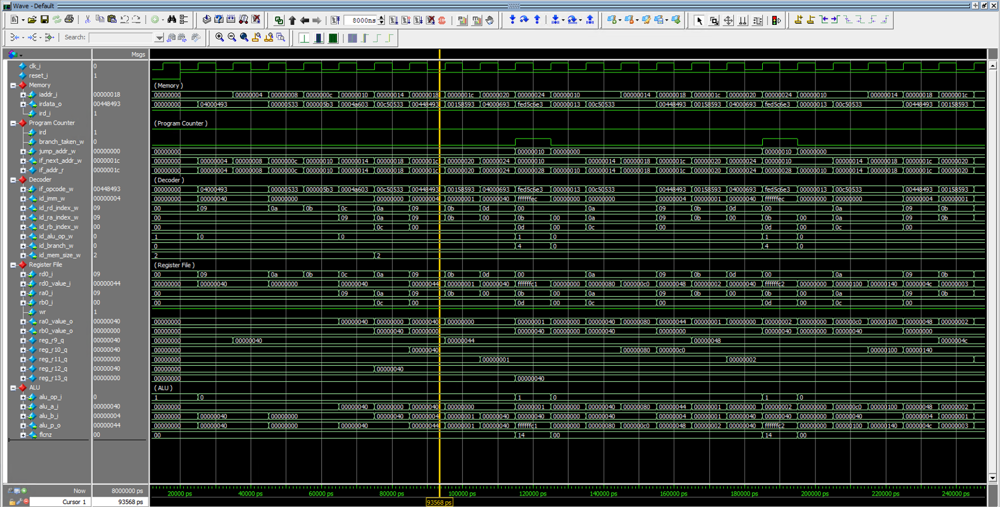 Wave - Default
8000ns
Search:
Msgs
clk_i 0
reset_i 1
Memory (Memory)
iaddr_i 00000018 00000000 00000004 00000008 0000000c 00000010 00000014 00000018 0000001c 00000020 00000024 00000010 00000014 00000018 0000001c 00000020 00000024 00000010 00000014 00000018 0000001c
irdata_o 00448493 00000000 04000493 00000533 000005b3 0004a603 00c50533 00448493 00158593 04000693 fed5c6e3 00000013 00c50533 00448493 00158593 04000693 fed5c6e3 00000013 00c50533 00448493 00158593
ird_i 1
Program Counter (Program Counter)
ird 1
branch_taken_w 0
jump_addr_w 00000000 00000000 00000010 00000000 00000010 00000000
if_next_addr_w 0000001c 00000000 00000004 00000008 0000000c 00000010 00000014 00000018 0000001c 00000020 00000024 00000010 00000014 00000018 0000001c 00000020 00000024 00000010 00000014 00000018 0000001c 00000020
if_addr_r 0000001c 00000000 00000004 00000008 0000000c 00000010 00000014 00000018 0000001c 00000020 00000024 00000028 00000010 00000014 00000018 0000001c 00000020 00000024 00000028 00000010 00000014 00000018 0000001c 00000020
Decoder (Decoder)
if_opcode_w 00448493 00000000 04000493 00000533 000005b3 0004a603 00c50533 00448493 00158593 04000693 fed5c6e3 00000013 00c50533 00448493 00158593 04000693 fed5c6e3 00000013 00c50533 00448493 00158593
id_imm_w 00000004 00000000 00000040 00000000 00000000 00000004 00000001 00000040 ffffffec 00000000 00000000 00000004 00000001 00000040 ffffffec 00000000 00000000 00000004 00000001
id_rd_index_w 09 00 09 0a 0b 0c 0a 09 0b 0d 00 0a 09 0b 0d 00 0a 09 0b
id_ra_index_w 09 00 09 0a 09 0b 00 0b 00 0a 09 0b 00 0b 00 0a 09 0b
id_rb_index_w 00 00 0c 00 0d 00 0c 00 0d 00 0c 00
id_alu_op_w 0 1 0 0 1 0 1 0
id_branch_w 0 0 4 0 4 0
id_mem_size_w 2 2 2
Register File (Register File)
rd0_i 09 00 09 0a 0b 0c 0a 09 0b 0d 00 0a 09 0b 0d 00 0a 09 0b
rd0_value_i 00000044 00000000 00000040 00000000 00000040 00000044 00000001 00000040 ffffffc1 00000000 00000080 000000c0 00000048 00000002 00000040 ffffffc2 00000000 00000100 00000140 0000004c 00000003
ra0_i 09 00 09 0a 09 0b 00 0b 00 0a 09 0b 00 0b 00 0a 09 0b
rb0_i 00 00 0c 00 0d 00 0c 00 0d 00 0c 00
wr 1
ra0_value_o 00000040 00000000 00000040 00000000 00000040 00000000 00000001 00000000 00000040 00000080 00000044 00000001 00000000 00000002 00000000 000000c0 00000100 00000048 00000002
rb0_value_o 00000000 00000000 00000040 00000000 00000040 00000000 00000040 00000000 00000040 00000000 00000040 00000000
reg_r9_q 00000040 00000000 00000040 00000044 00000048 0000004c
reg_r10_q 00000040 00000000 00000040 00000080 000000c0 00000100 00000140
reg_r11_q 00000000 00000000 00000001 00000002
reg_r12_q 00000040 00000000 00000040
reg_r13_q 00000000 00000000 00000040
ALU (ALU)
alu_op_i 0 1 0 1 0 1 0
alu_a_i 00000040 00000000 00000040 00000000 00000040 00000000 00000001 00000000 00000040 00000080 00000044 00000001 00000000 00000002 00000000 000000c0 00000100 00000048 00000002
alu_b_i 00000004 00000000 00000040 00000000 00000040 00000004 00000001 00000040 00000040 00000000 00000040 00000004 00000001 00000040 00000040 00000000 00000040 00000004 00000001
alu_p_o 00000044 00000000 00000040 00000000 00000040 00000044 00000001 00000040 ffffffc1 00000000 00000080 000000c0 00000048 00000002 00000040 ffffffc2 00000000 00000100 00000140 0000004c 00000003
flcnz 00 00 14 00 14 00
Now 8000000 ps 20000 ps 40000 ps 60000 ps 80000 ps 100000 ps 120000 ps 140000 ps 160000 ps 180000 ps 200000 ps 220000 ps 240000 ps
Cursor 1 93568 ps 93568 ps